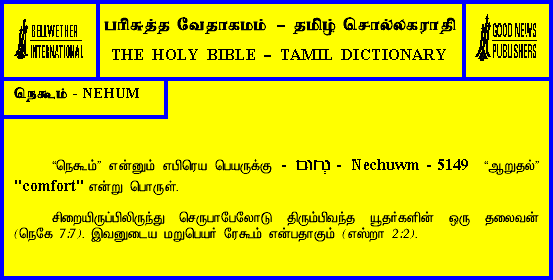 BELLWETHER
INTERNATIONAL
பரிசுத்த வேதாகமம் – தமிழ் சொல்லகராதி
THE HOLY BIBLE – TAMIL DICTIONARY
GOOD NEWS
PUBLISHERS
நெகூம் - NEHUM
“நெகூம்” என்னும் எபிரெய பெயருக்கு - - Nechuwm - 5149 “ஆறுதல்”
"comfort" என்று பொருள்.
சிறையிருப்பிலிருந்து செருபாபேலோடு திரும்பிவந்த யூதர்களின் ஒரு தலைவன்
(நெகே 7:7). இவனுடைய மறுபெயர் ரேகூம் என்பதாகும் (எஸ்றா 2:2).